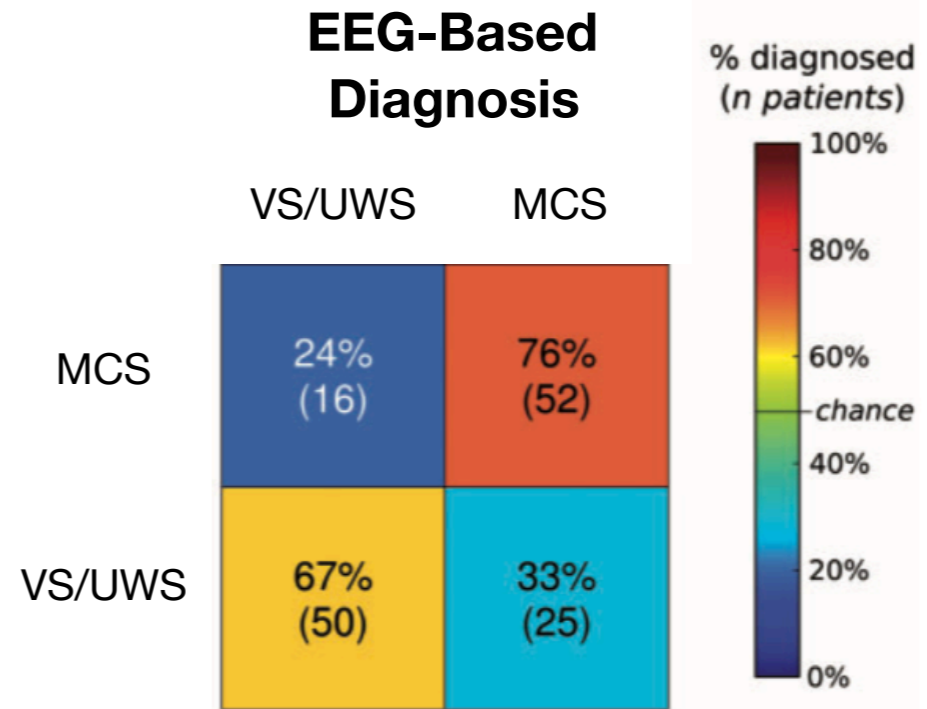 EEG-Based
Diagnosis
VS/UWS MCS
MCS
24%
(16)
76%
(52)
VS/UWS
67%
(50)
33%
(25)
% diagnosed
(n patients)
100%
80%
60%
chance
40%
20%
0%